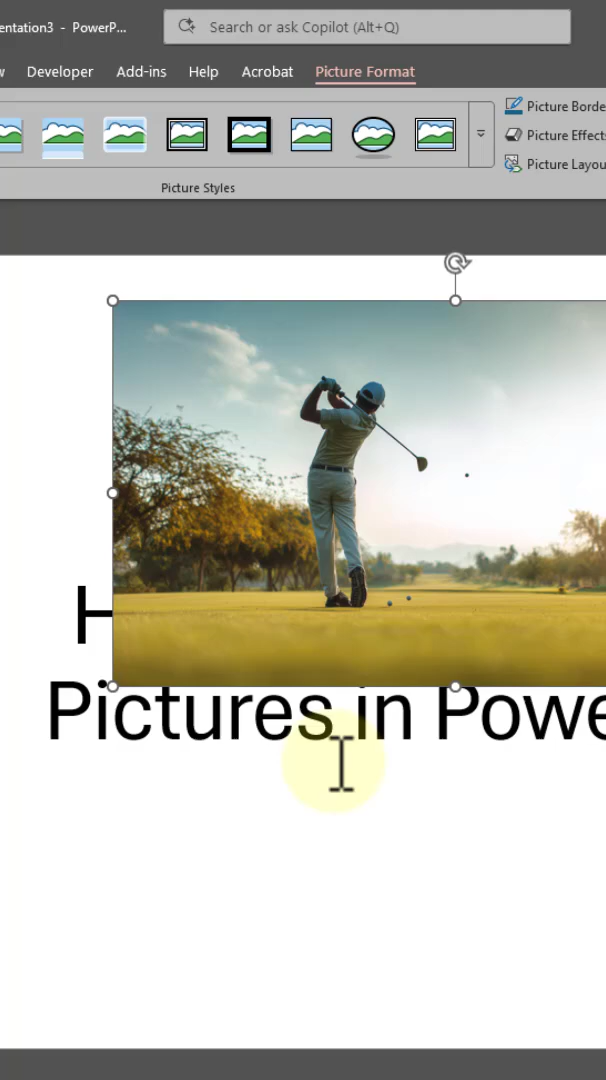 entation3 - PowerP...
Search or ask Copilot (Alt+Q)
w Developer Add-ins Help Acrobat Picture Format
Picture Borde
Picture Effects
Picture Layou
Picture Styles
H
Pictures in Powe